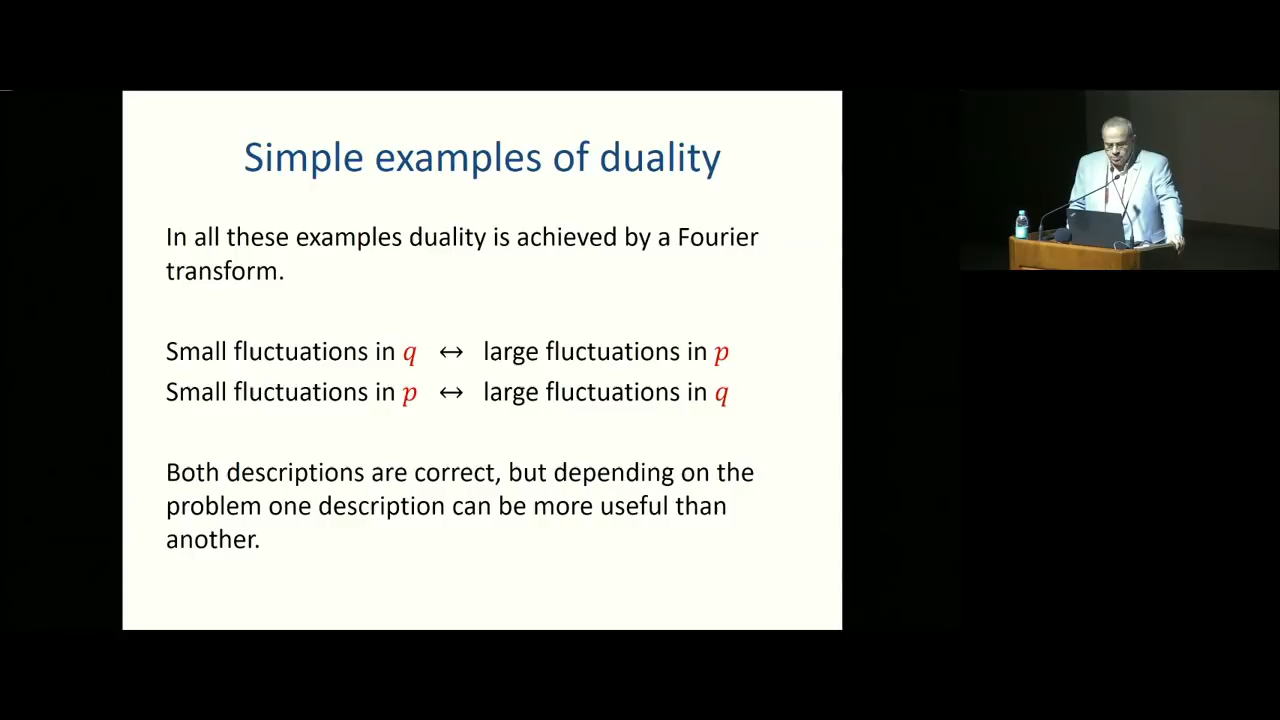 Simple examples of duality
In all these examples duality is achieved by a Fourier
transform.
Small fluctuations in q ↔ large fluctuations in p
Small fluctuations in p ↔ large fluctuations in q
Both descriptions are correct, but depending on the
problem one description can be more useful than
another.